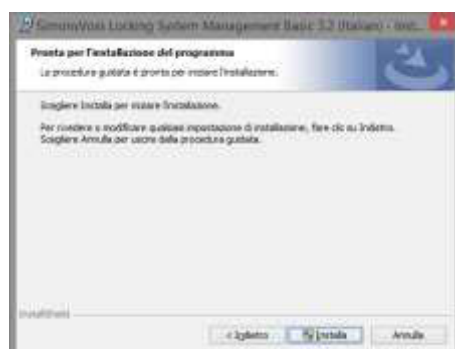 SimonsVoss Locking System Management Basic 3.2 (Italian) - Inst...
Pronta per l'installazione del programma
La procedura guidata è pronta per iniziare l'installazione.
Scegliere Installa per iniziare l'installazione.
Per rivedere o modificare qualsiasi impostazione di installazione, fare clic su Indietro.
Scegliere Annulla per uscire dalla procedura guidata.
InstallShield
< Indietro
Installa
Annulla